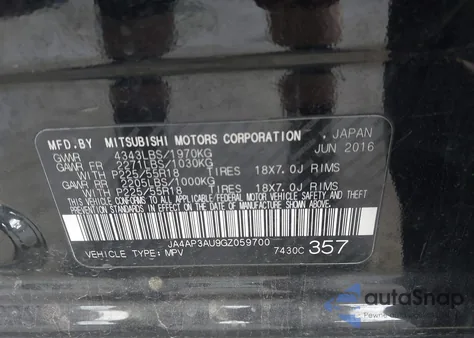 MFD.BY MITSUBISHI MOTORS CORPORATION , JAPAN
GVWR 4343LBS/1970KG JUN 2016
GAWR FR 2271LBS/1030KG
WITH P225/55R18 TIRES 18X7.0J RIMS
GAWR RR 2205LBS/1000KG
WITH P225/55R18 TIRES 18X7.0J RIMS
THIS VEHICLE CONFORMS TO ALL APPLICABLE FEDERAL MOTOR VEHICLE SAFETY AND
THEFT PREVENTION STANDARDS IN EFFECT ON THE DATE OF MANUFACTURE SHOWN ABOVE.
JA4AP3AU9GZ059700
VEHICLE TYPE: MPV 7430C 357
autoSnap